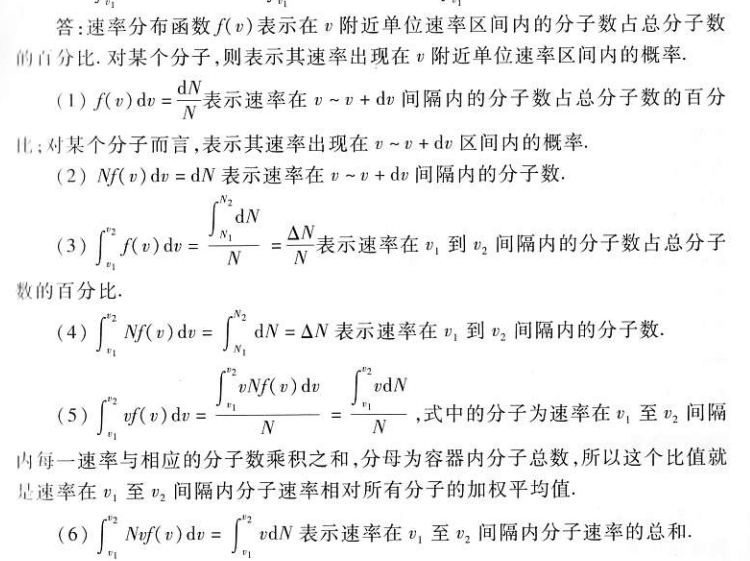 答:速率分布函数 f(v)表示在 v 附近单位速率区间内的分子数占总分子数
的百分比. 对某个分子,则表示其速率出现在 v 附近单位速率区间内的概率.
(1) f(v)dv = dN/N 表示速率在 v ~ v + dv 间隔内的分子数占总分子数的百分
比;对某个分子而言,表示其速率出现在 v ~ v + dv 区间内的概率.
(2) Nf(v)dv = dN 表示速率在 v ~ v + dv 间隔内的分子数.
(3) ∫_{v₁}^{v₂} f(v)dv = ∫_{N₁}^{N₂} dN / N = ΔN/N 表示速率在 v₁ 到 v₂ 间隔内的分子数占总分子
数的百分比.
(4) ∫_{v₁}^{v₂} Nf(v)dv = ∫_{N₁}^{N₂} dN = ΔN 表示速率在 v₁ 到 v₂ 间隔内的分子数.
(5) ∫_{v₁}^{v₂} vf(v)dv = ∫_{v₁}^{v₂} vNf(v)dv / N = ∫_{v₁}^{v₂} vdN / N ,式中的分子为速率在 v₁ 至 v₂ 间隔
内每一速率与相应的分子数乘积之和,分母为容器内分子总数,所以这个比值就
是速率在 v₁ 至 v₂ 间隔内分子速率相对所有分子的加权平均值.
(6) ∫_{v₁}^{v₂} Nvf(v)dv = ∫_{v₁}^{v₂} vdN 表示速率在 v₁ 至 v₂ 间隔内分子速率的总和.